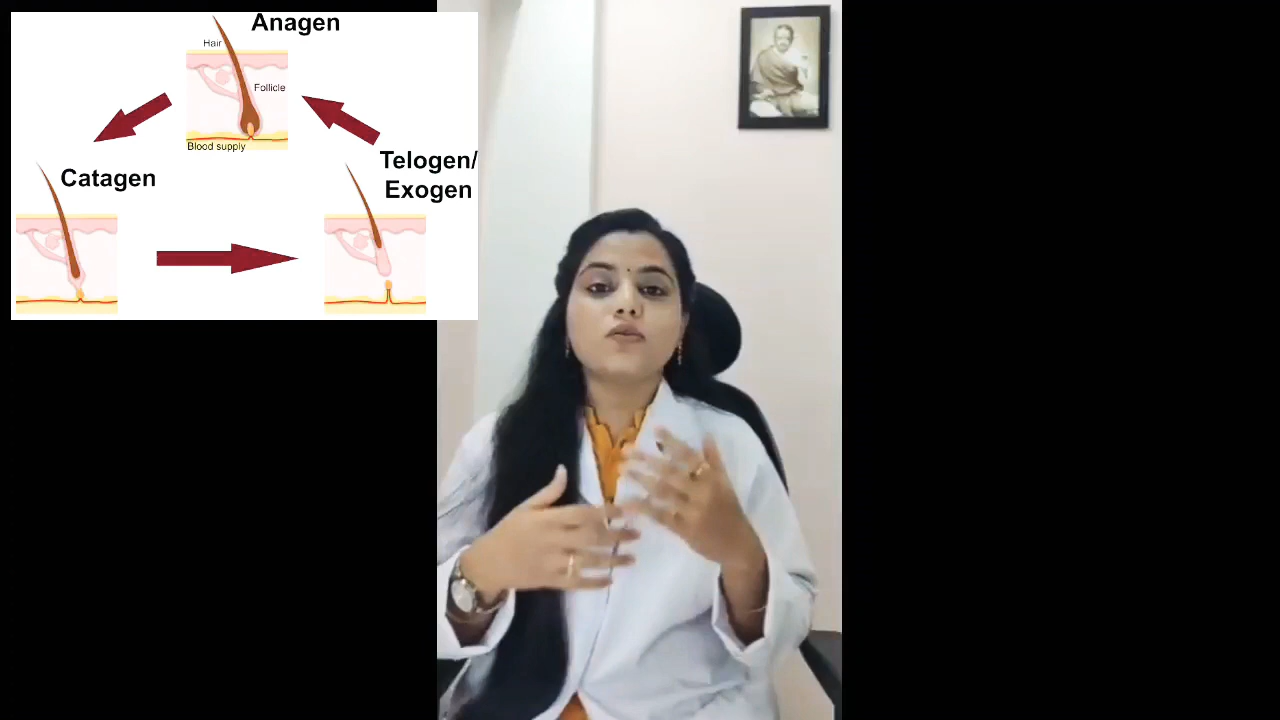 Anagen
Hair
Follicle
Blood supply
Catagen
Telogen/
Exogen